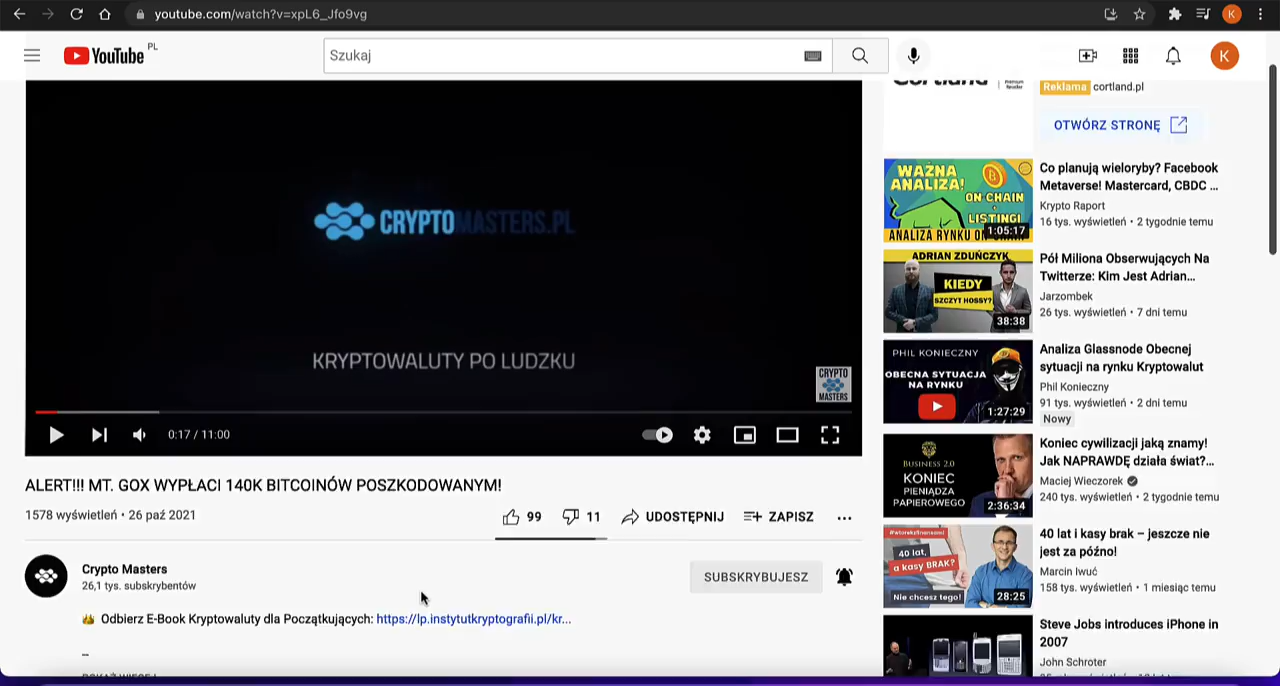 youtube.com/watch?v=xpL6_Jfo9vg
K
YouTube PL
Szukaj
K
Reklama cortland.pl
OTWÓRZ STRONĘ
CRYPTOMASTERS.PL
KRYPTOWALUTY PO LUDZKU
CRYPTO
MASTERS
0:17 / 11:00
ALERT!!! MT. GOX WYPŁACI 140K BITCOINÓW POSZKODOWANYM!
1578 wyświetleń • 26 paź 2021
99 11 UDOSTĘPNIJ ZAPISZ
Crypto Masters
26,1 tys. subskrybentów
SUBSKRYBUJESZ
Odbierz E-Book Kryptowaluty dla Początkujących: https://lp.instytutkryptografii.pl/kr...
–
POKAŻ WIĘCEJ
WAŻNA
ANALIZA!
ON CHAIN
+
LISTINGI
1:05:17
ANALIZA RYNKU ON CHAIN
Co planują wieloryby? Facebook
Metaverse! Mastercard, CBDC ...
Krypto Raport
16 tys. wyświetleń • 2 tygodnie temu
ADRIAN ZDUŃCZYK
KIEDY
SZCZYT HOSSY?
38:38
Pół Miliona Obserwujących Na
Twitterze: Kim Jest Adrian...
Jarzombek
26 tys. wyświetleń • 7 dni temu
PHIL KONIECZNY
OBECNA SYTUACJA
NA RYNKU
1:27:29
Analiza Glassnode Obecnej
sytuacji na rynku Kryptowalut
Phil Konieczny
91 tys. wyświetleń • 2 dni temu
Nowy
BUSINESS 2.0
KONIEC
PIENIĄDZA
PAPIEROWEGO
2:36:34
Koniec cywilizacji jaką znamy!
Jak NAPRAWDĘ działa świat?...
Maciej Wieczorek
240 tys. wyświetleń • 2 tygodnie temu
#wtorekzfinansami
40 lat,
a kasy BRAK?
Nie chcesz tego!
28:25
40 lat i kasy brak – jeszcze nie
jest za późno!
Marcin Iwuć
158 tys. wyświetleń • 1 miesiąc temu
Steve Jobs introduces iPhone in
2007
John Schroter